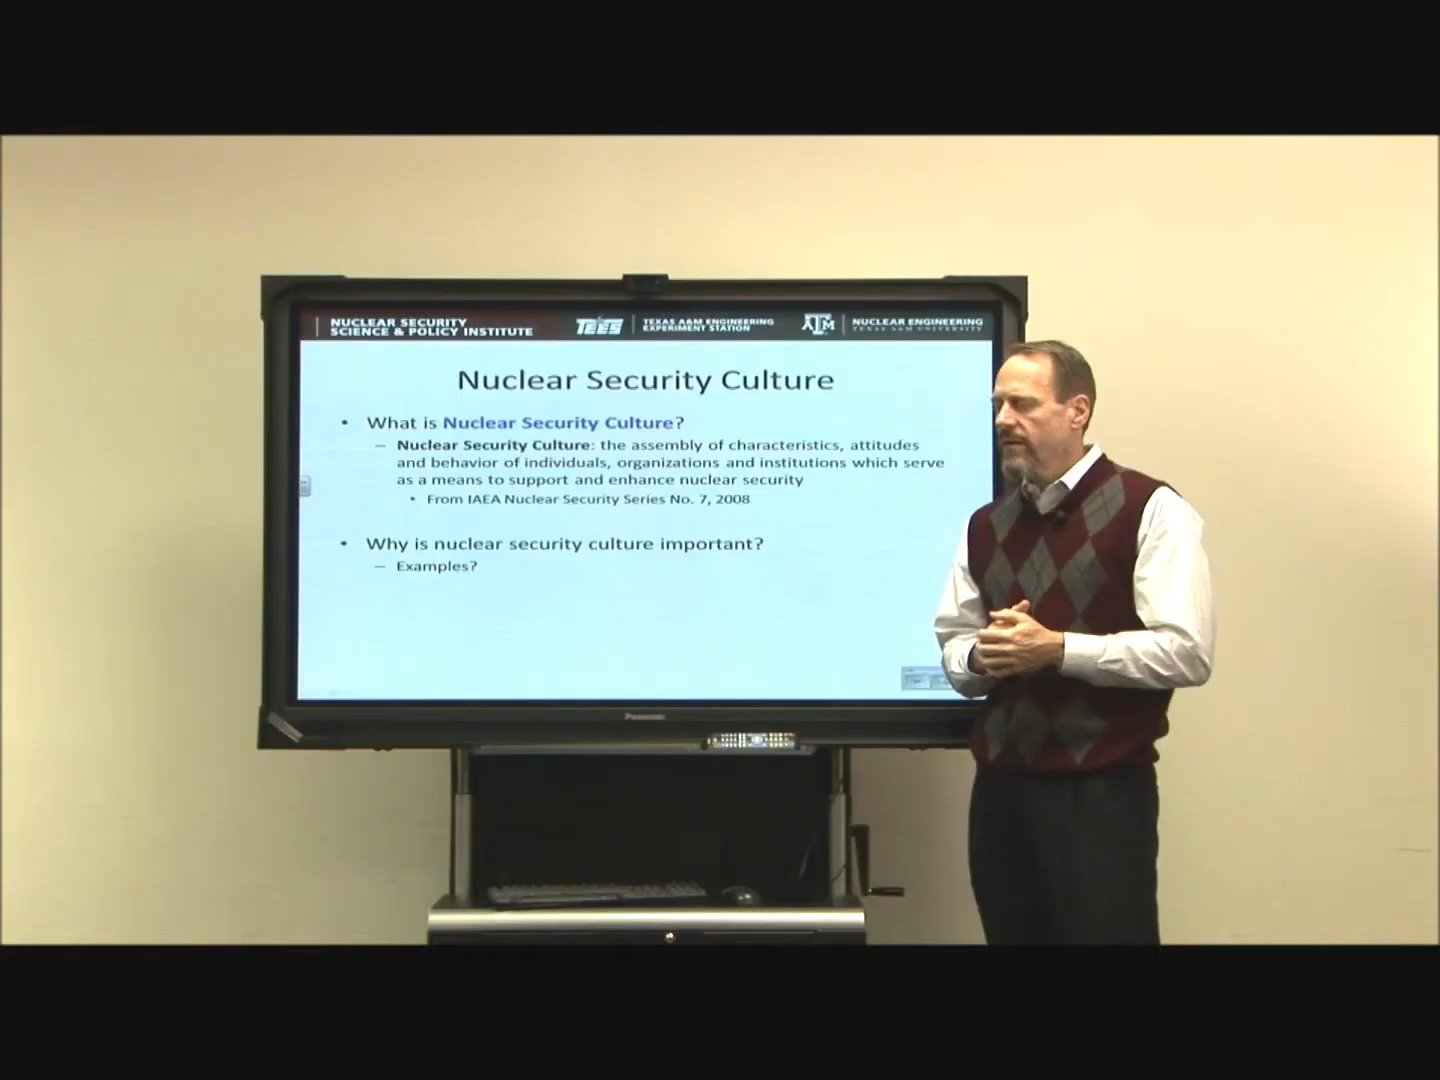 NUCLEAR SECURITY
SCIENCE & POLICY INSTITUTE
TEES
TEXAS A&M ENGINEERING
EXPERIMENT STATION
ATM
NUCLEAR ENGINEERING
TEXAS A&M UNIVERSITY
Nuclear Security Culture
• What is Nuclear Security Culture?
– Nuclear Security Culture: the assembly of characteristics, attitudes
and behavior of individuals, organizations and institutions which serve
as a means to support and enhance nuclear security
• From IAEA Nuclear Security Series No. 7, 2008
• Why is nuclear security culture important?
– Examples?
Panasonic